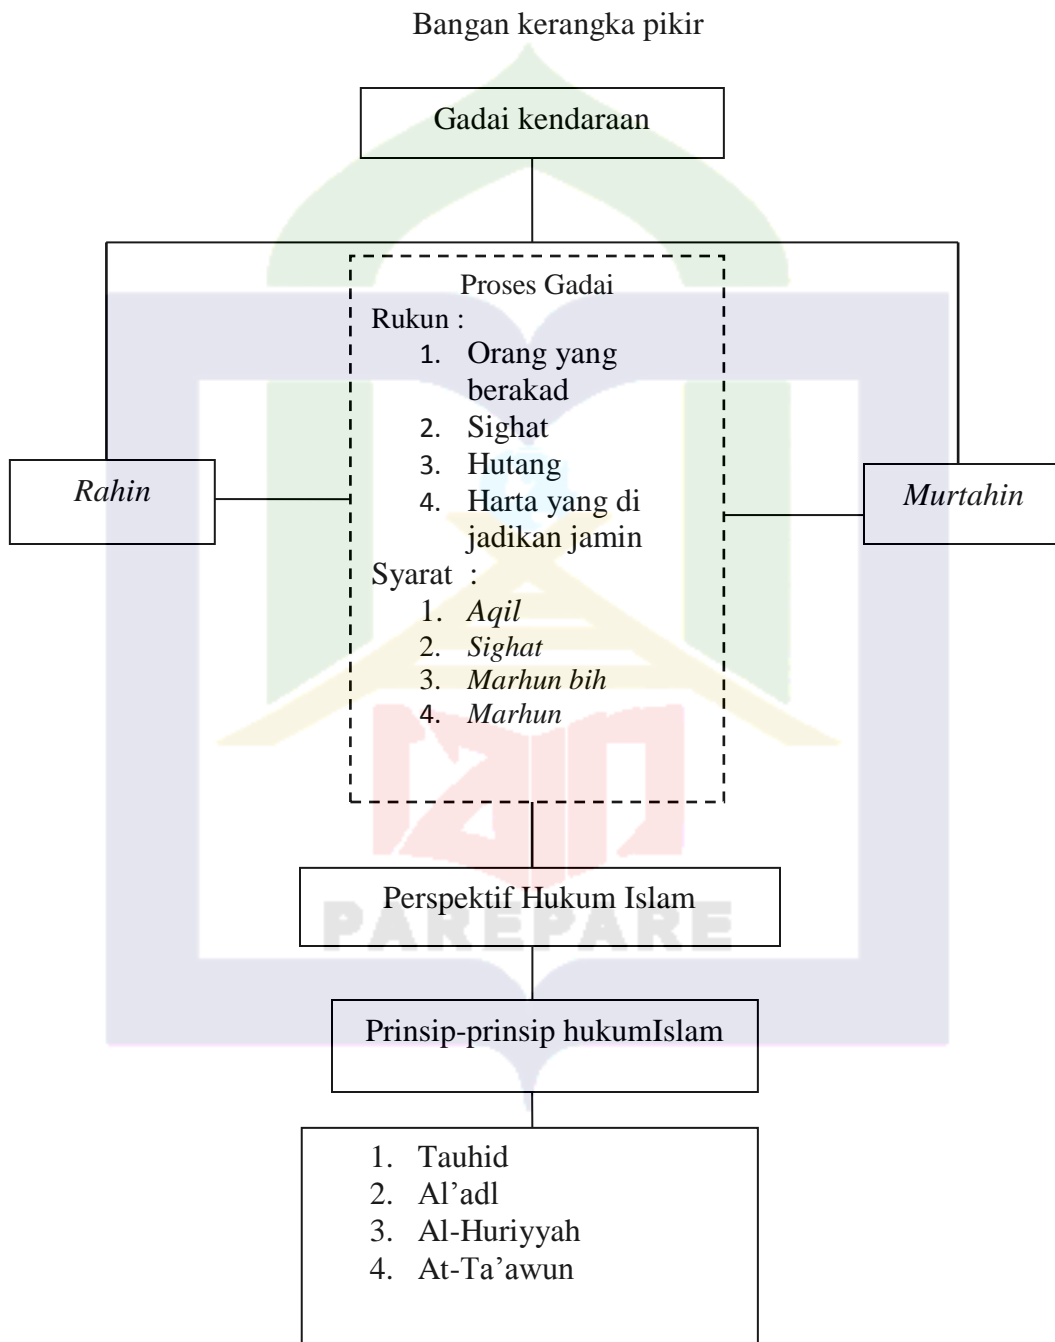 Bangan kerangka pikir
Gadai kendaraan
Proses Gadai
Rukun :
1. Orang yang
berakad
2. Sighat
3. Hutang
4. Harta yang di
jadikan jamin
Syarat :
1. Aqil
2. Sighat
3. Marhun bih
4. Marhun
Rahin
Murtahin
Perspektif Hukum Islam
PAREPARE
Prinsip-prinsip hukumIslam
1. Tauhid
2. Al’adl
3. Al-Huriyyah
4. At-Ta’awun